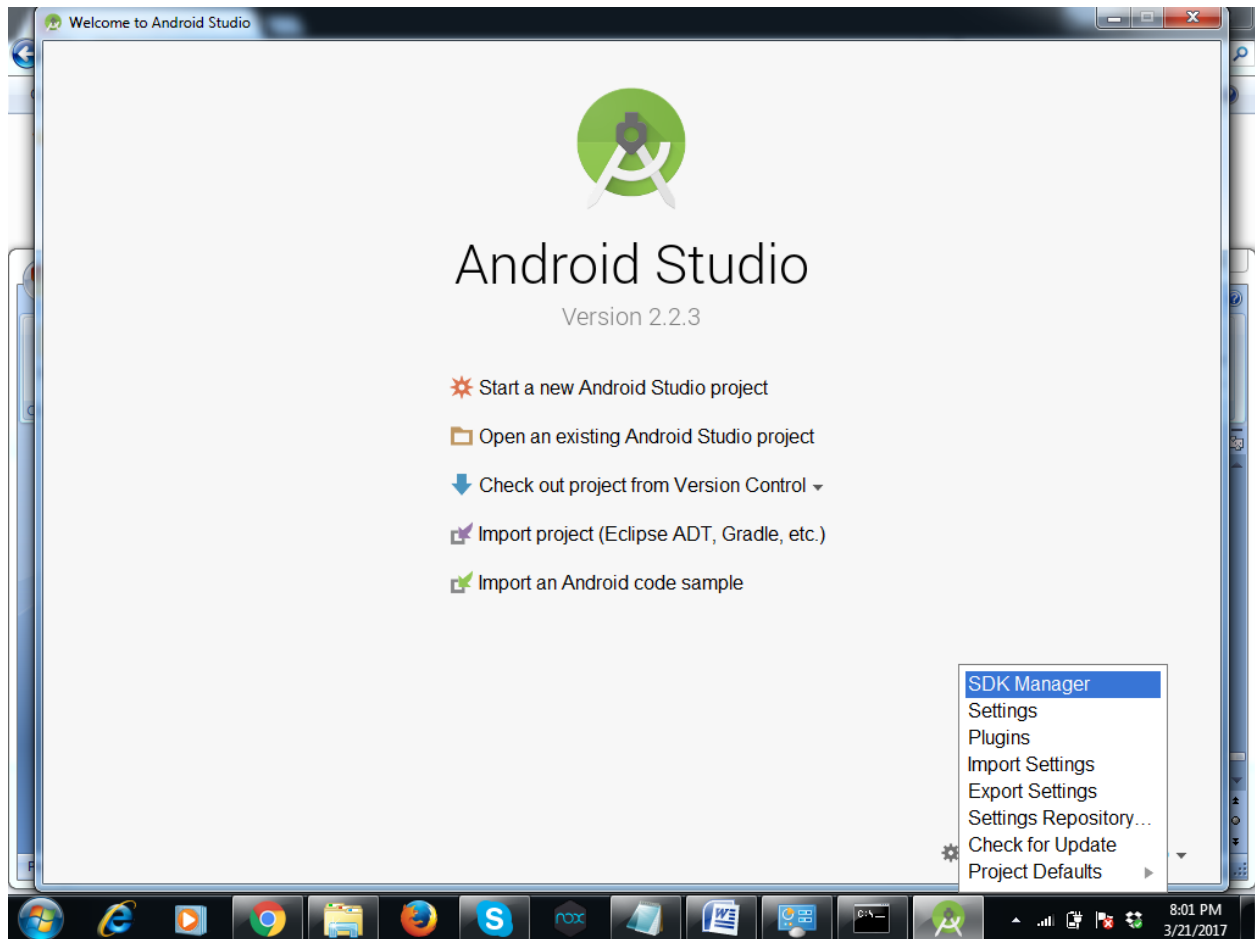 Welcome to Android Studio
Android Studio
Version 2.2.3
Start a new Android Studio project
Open an existing Android Studio project
Check out project from Version Control
Import project (Eclipse ADT, Gradle, etc.)
Import an Android code sample
SDK Manager
Settings
Plugins
Import Settings
Export Settings
Settings Repository...
Check for Update
Project Defaults
nox
C:\_
8:01 PM
3/21/2017